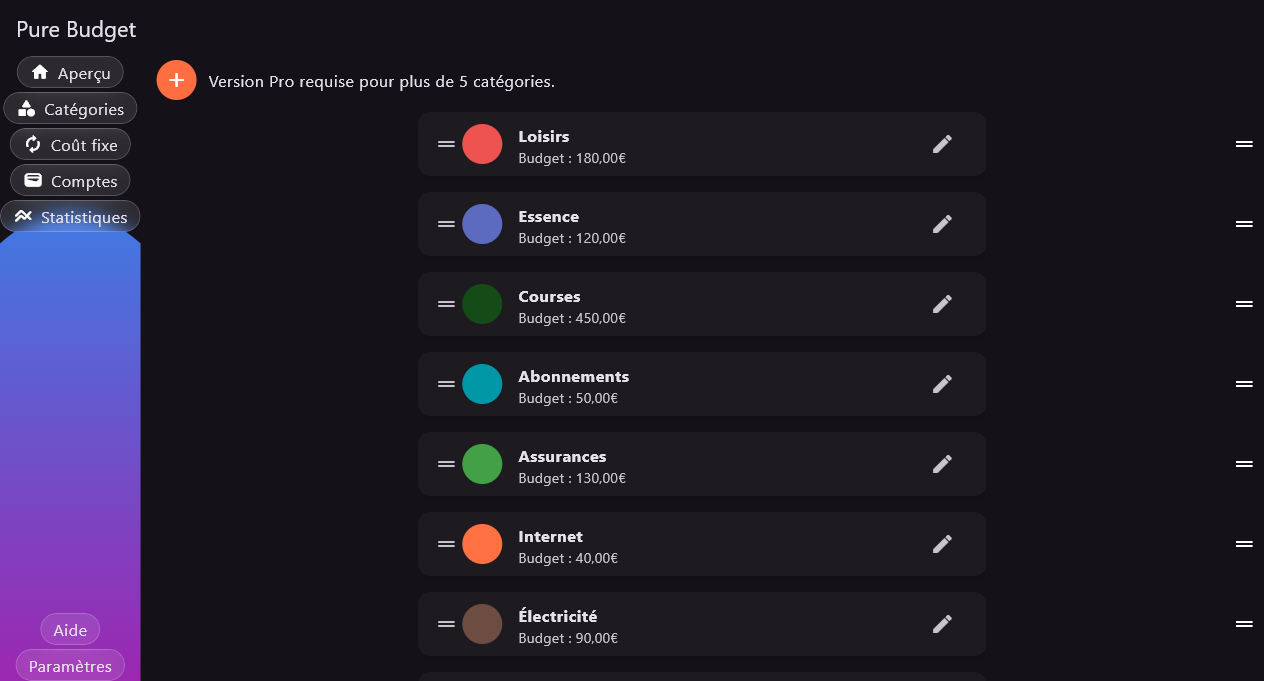 Pure Budget
Aperçu
Catégories
Coût fixe
Comptes
Statistiques
Aide
Paramètres
Version Pro requise pour plus de 5 catégories.
Loisirs
Budget : 180,00€
Essence
Budget : 120,00€
Courses
Budget : 450,00€
Abonnements
Budget : 50,00€
Assurances
Budget : 130,00€
Internet
Budget : 40,00€
Électricité
Budget : 90,00€